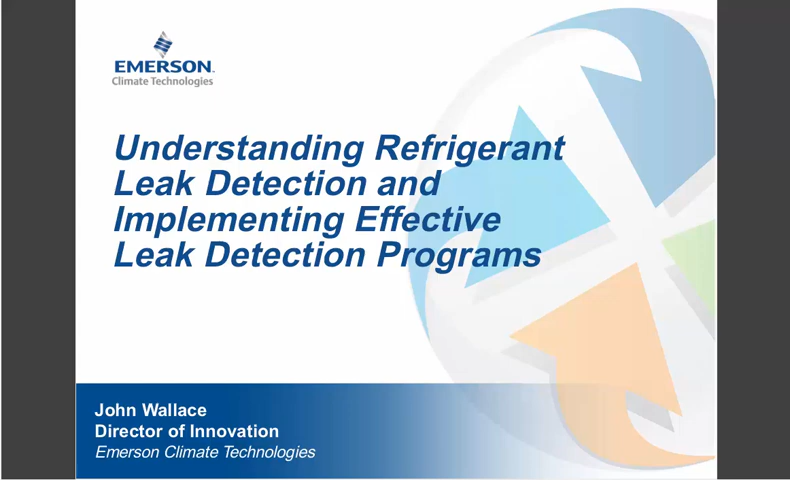 EMERSON.
Climate Technologies
Understanding Refrigerant
Leak Detection and
Implementing Effective
Leak Detection Programs
John Wallace
Director of Innovation
Emerson Climate Technologies